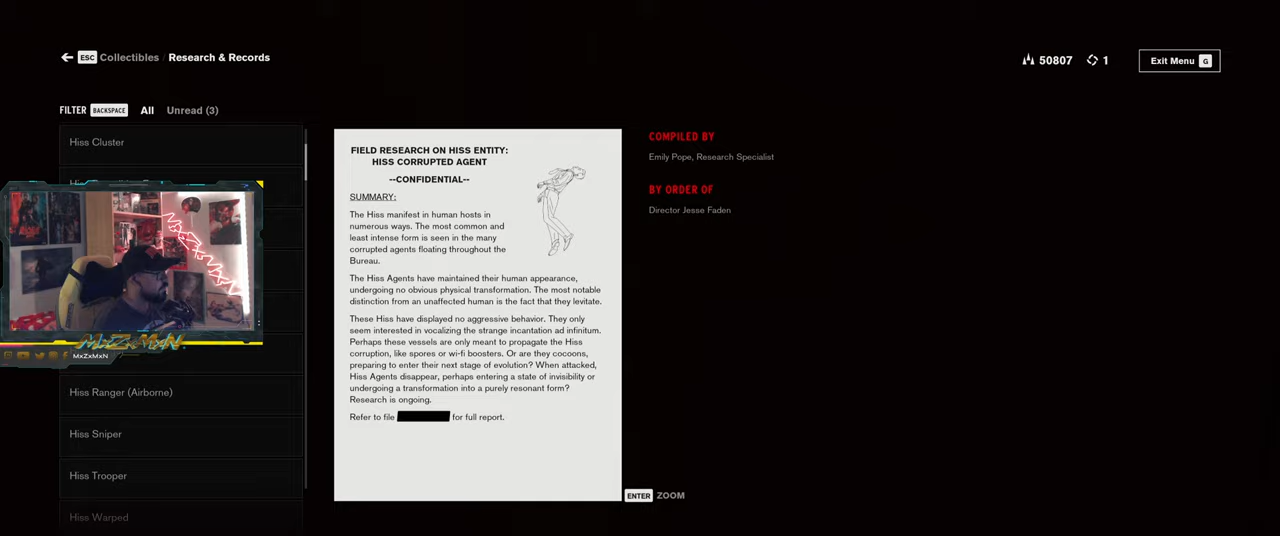 ESC Collectibles / Research & Records
50807
1
Exit Menu G
FILTER BACKSPACE All Unread (3)
Hiss Cluster
Hiss Ranger (Airborne)
Hiss Sniper
Hiss Trooper
Hiss Warped
MxZxMxN
MxZxMxN
FIELD RESEARCH ON HISS ENTITY:
HISS CORRUPTED AGENT
--CONFIDENTIAL--
SUMMARY:
The Hiss manifest in human hosts in
numerous ways. The most common and
least intense form is seen in the many
corrupted agents floating throughout the
Bureau.
The Hiss Agents have maintained their human appearance,
undergoing no obvious physical transformation. The most notable
distinction from an unaffected human is the fact that they levitate.
These Hiss have displayed no aggressive behavior. They only
seem interested in vocalizing the strange incantation ad infinitum.
Perhaps these vessels are only meant to propagate the Hiss
corruption, like spores or wi-fi boosters. Or are they cocoons,
preparing to enter their next stage of evolution? When attacked,
Hiss Agents disappear, perhaps entering a state of invisibility or
undergoing a transformation into a purely resonant form?
Research is ongoing.
Refer to file for full report.
ENTER ZOOM
COMPILED BY
Emily Pope, Research Specialist
BY ORDER OF
Director Jesse Faden